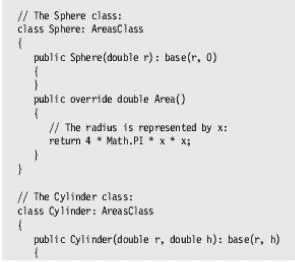 // The Sphere class:
class Sphere: AreasClass
{
public Sphere(double r): base(r, 0)
{
}
public override double Area()
{
// The radius is represented by x:
return 4 * Math.PI * x * x;
}
}
// The Cylinder class:
class Cylinder: AreasClass
{
public Cylinder(double r, double h): base(r, h)
{